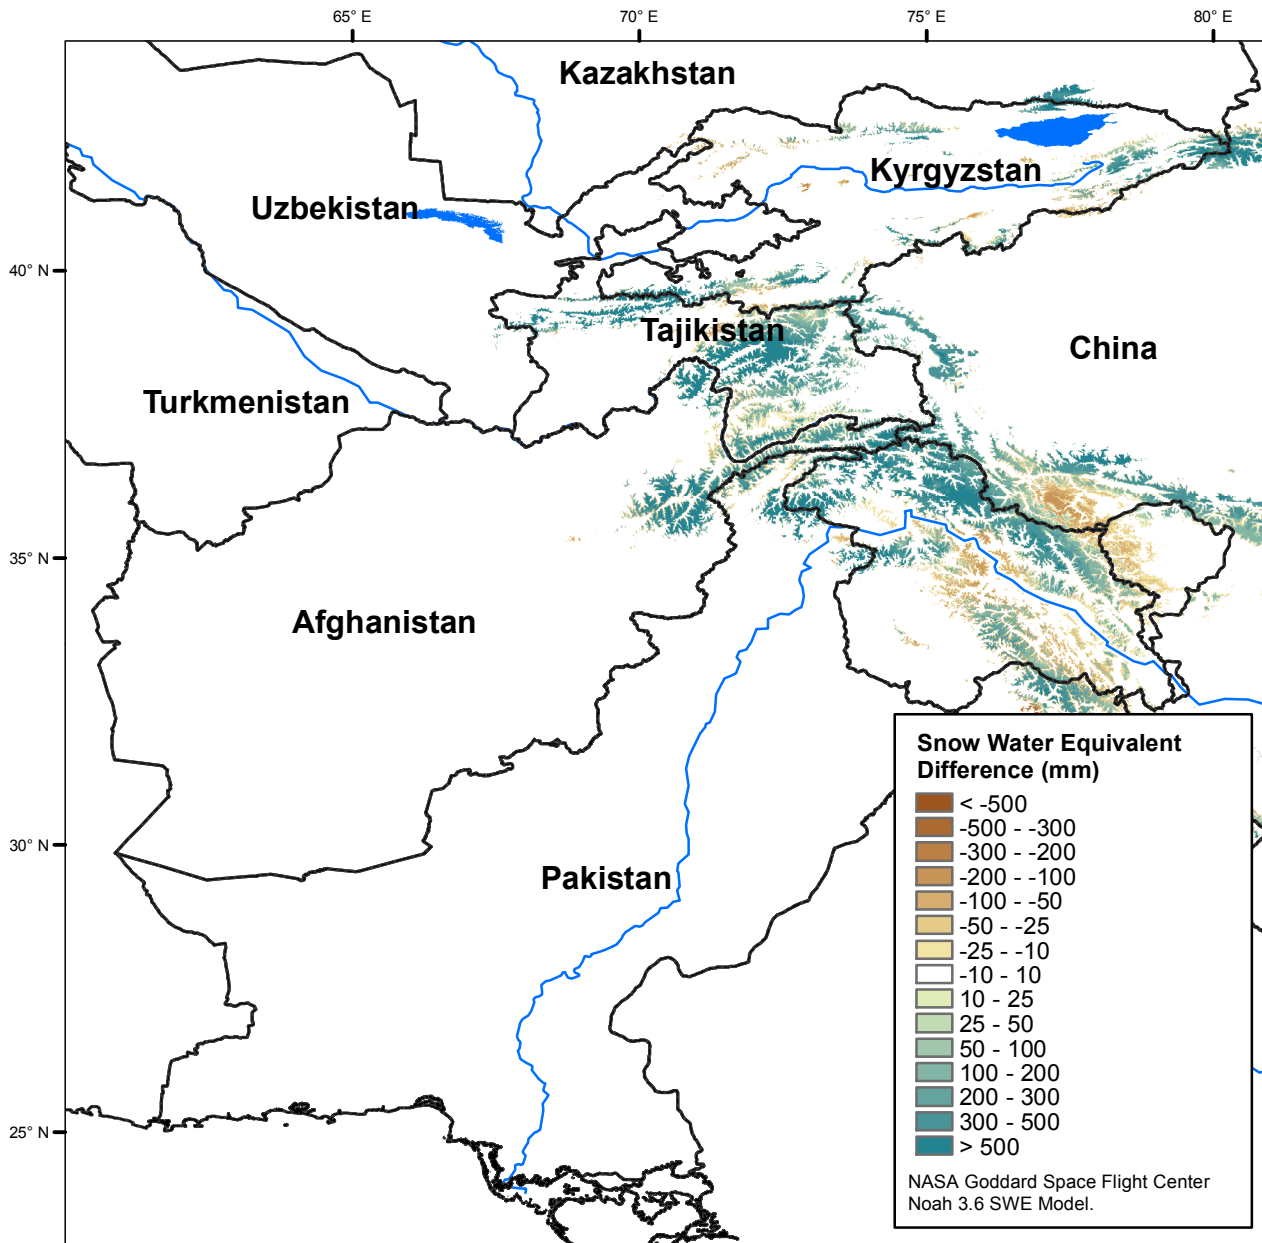 65° E
70° E
75° E
80° E
Kazakhstan
Kyrgyzstan
Uzbekistan
40° N
Tajikistan
China
Turkmenistan
35° N
Afghanistan
Snow Water Equivalent
Difference (mm)
< -500
-500 - -300
-300 - -200
-200 - -100
-100 - -50
-50 - -25
-25 - -10
-10 - 10
10 - 25
25 - 50
50 - 100
100 - 200
200 - 300
300 - 500
> 500
NASA Goddard Space Flight Center
Noah 3.6 SWE Model.
30° N
Pakistan
25° N